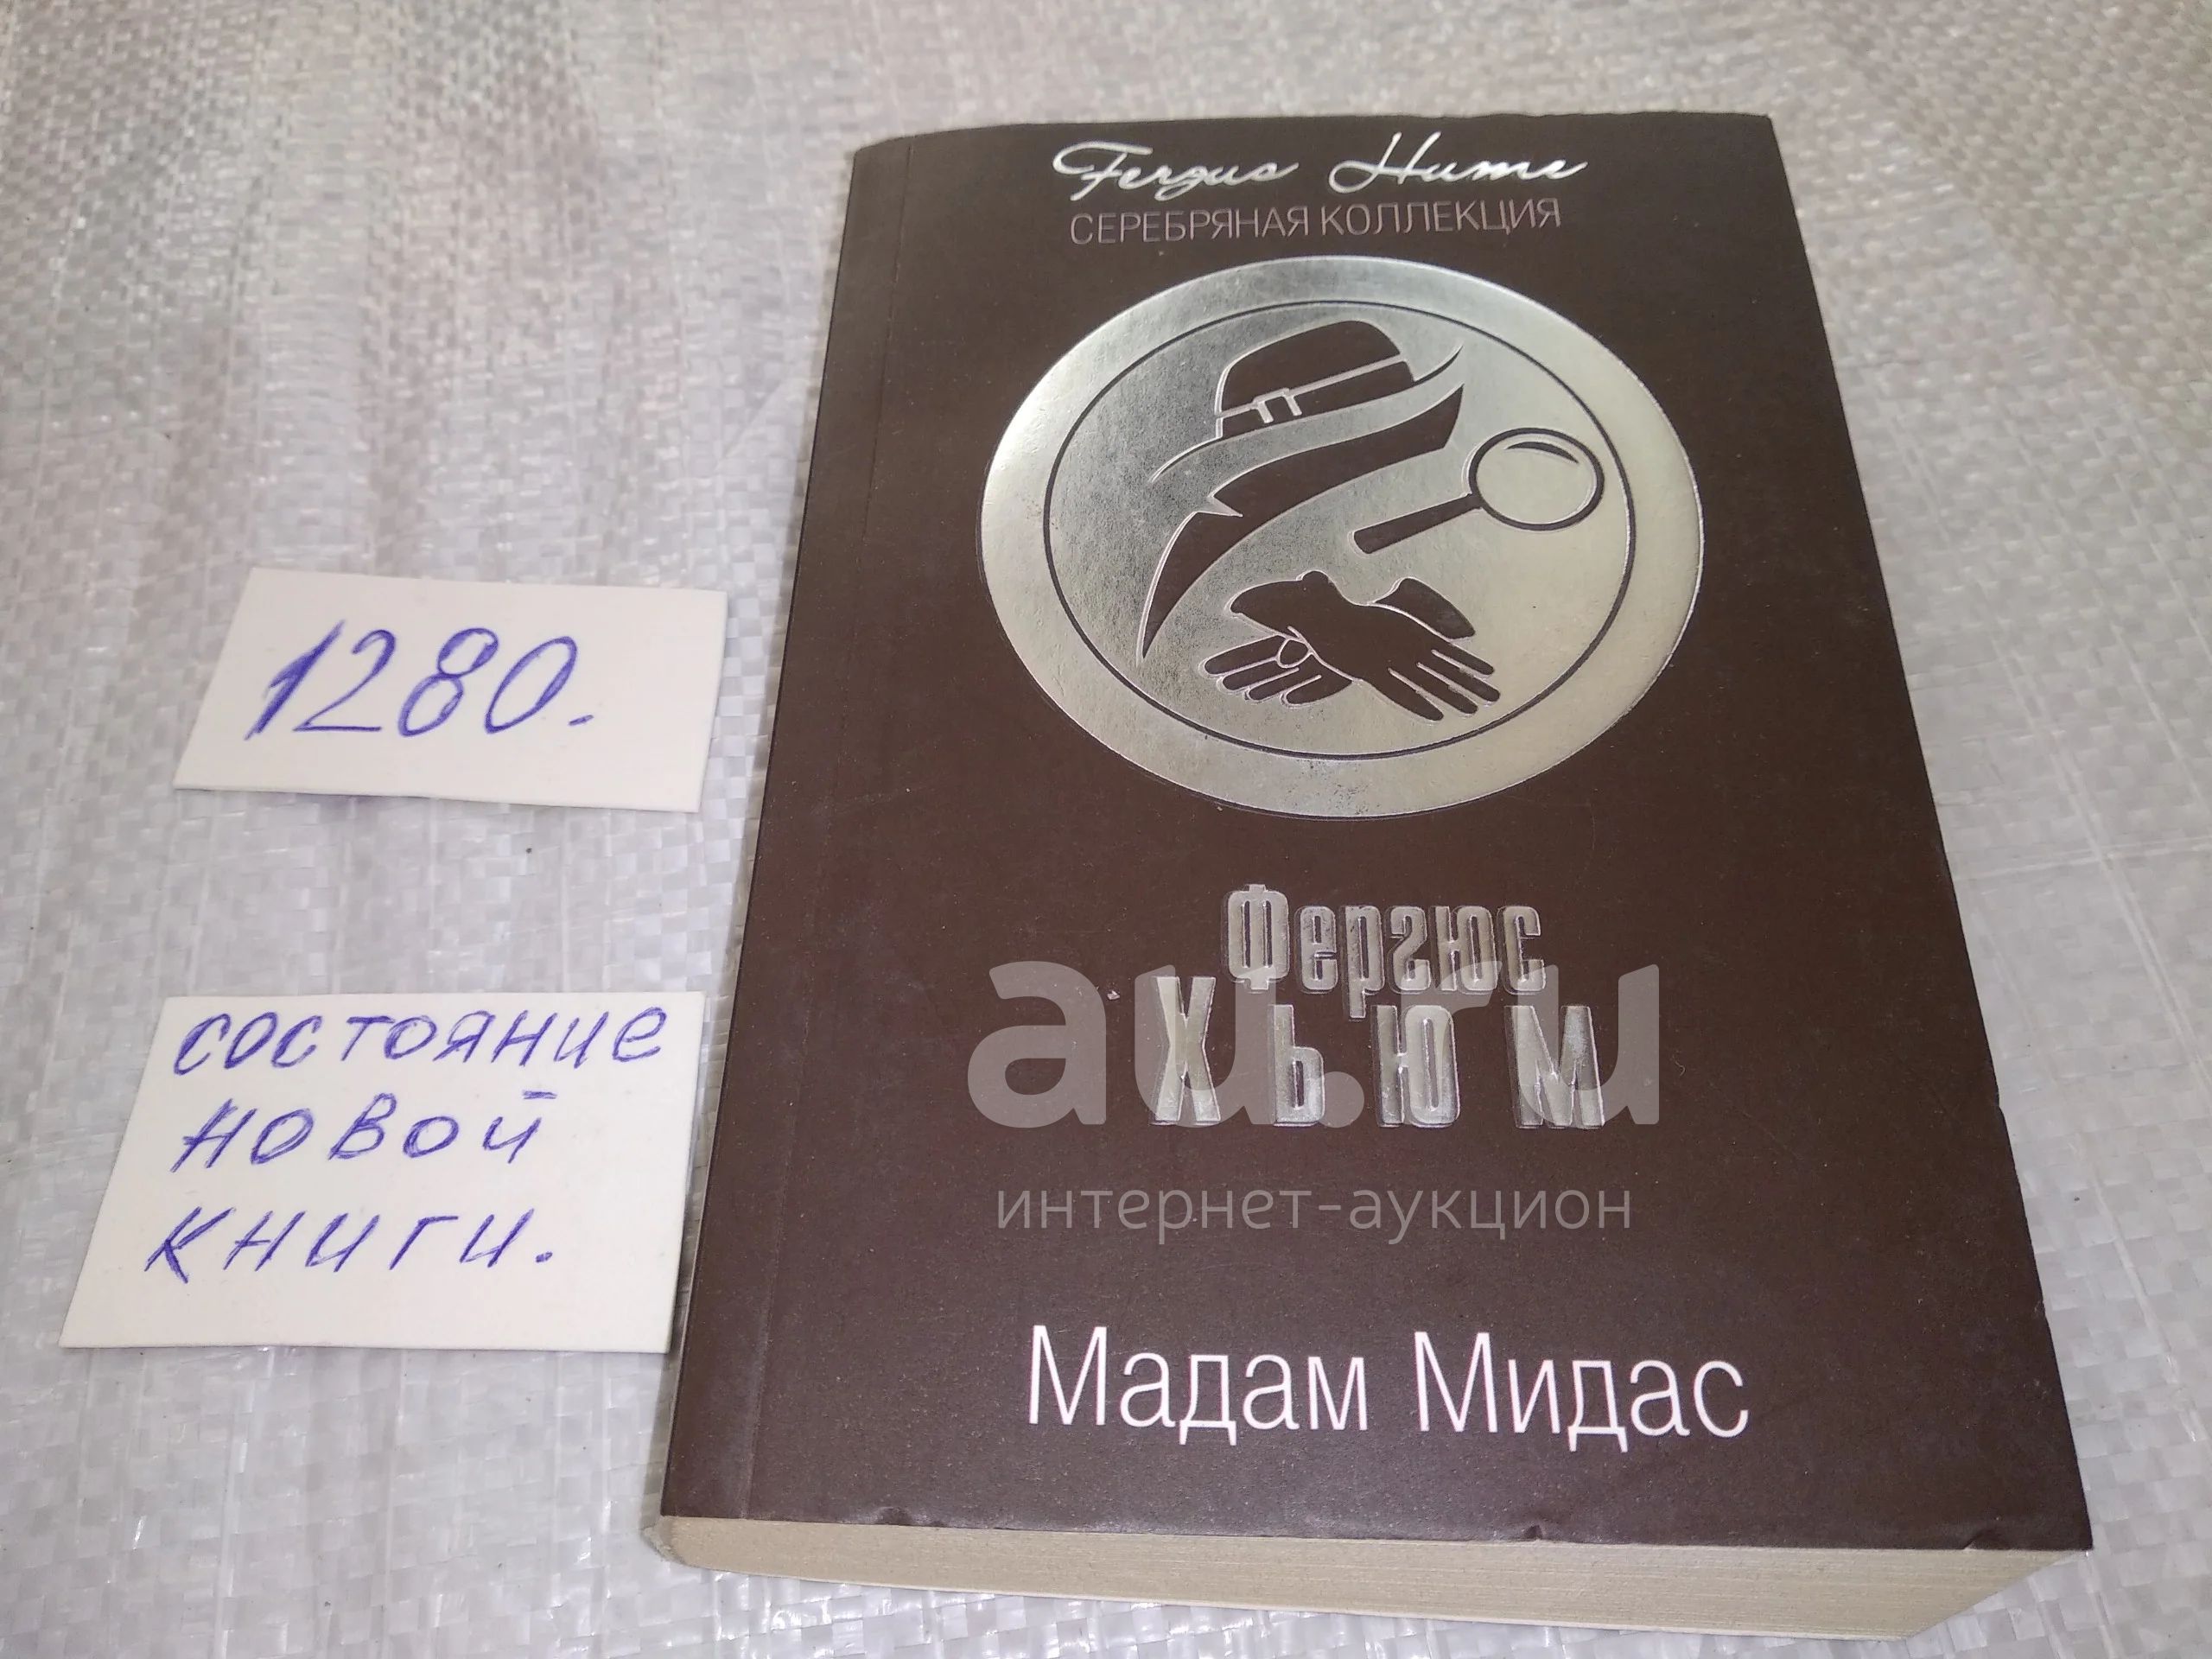 Fergus Hume
СЕРЕБРЯНАЯ КОЛЛЕКЦИЯ
1280.
состояние
новой
книги.
Фергюс
Хьюм
au.ru
интернет-аукцион
Мадам Мидас